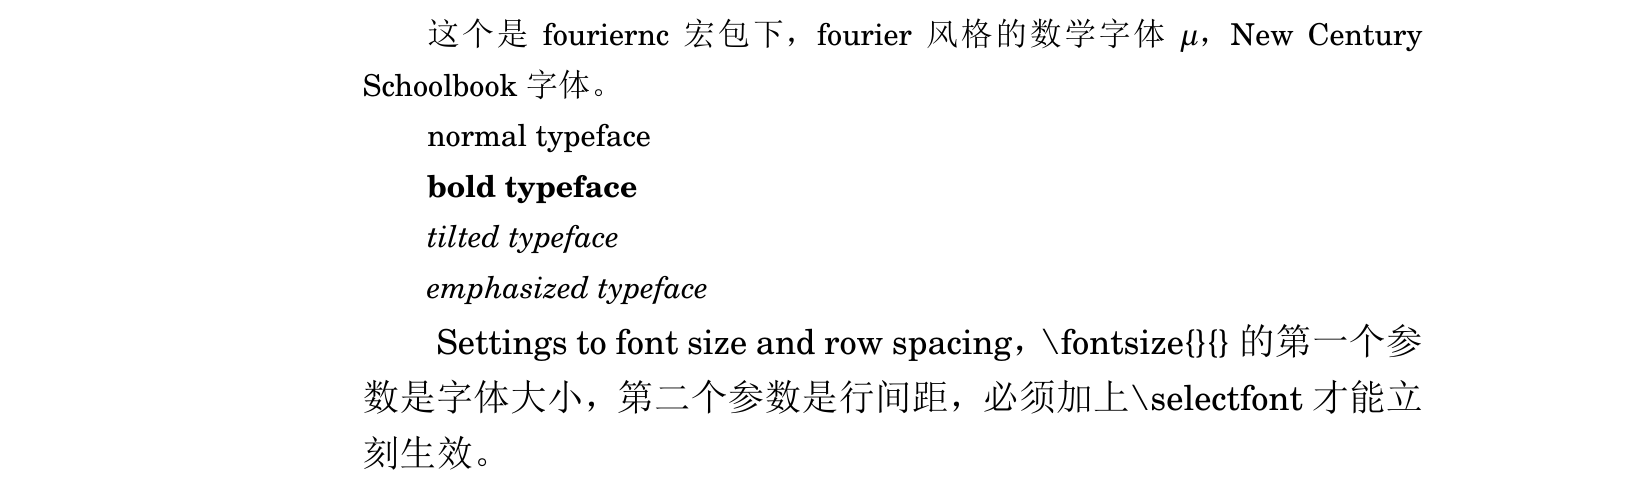 这个是 fouriernc 宏包下，fourier 风格的数学字体 μ，New Century
Schoolbook 字体。
normal typeface
bold typeface
tilted typeface
emphasized typeface
Settings to font size and row spacing，\fontsize{}{} 的第一个参
数是字体大小，第二个参数是行间距，必须加上\selectfont 才能立
刻生效。